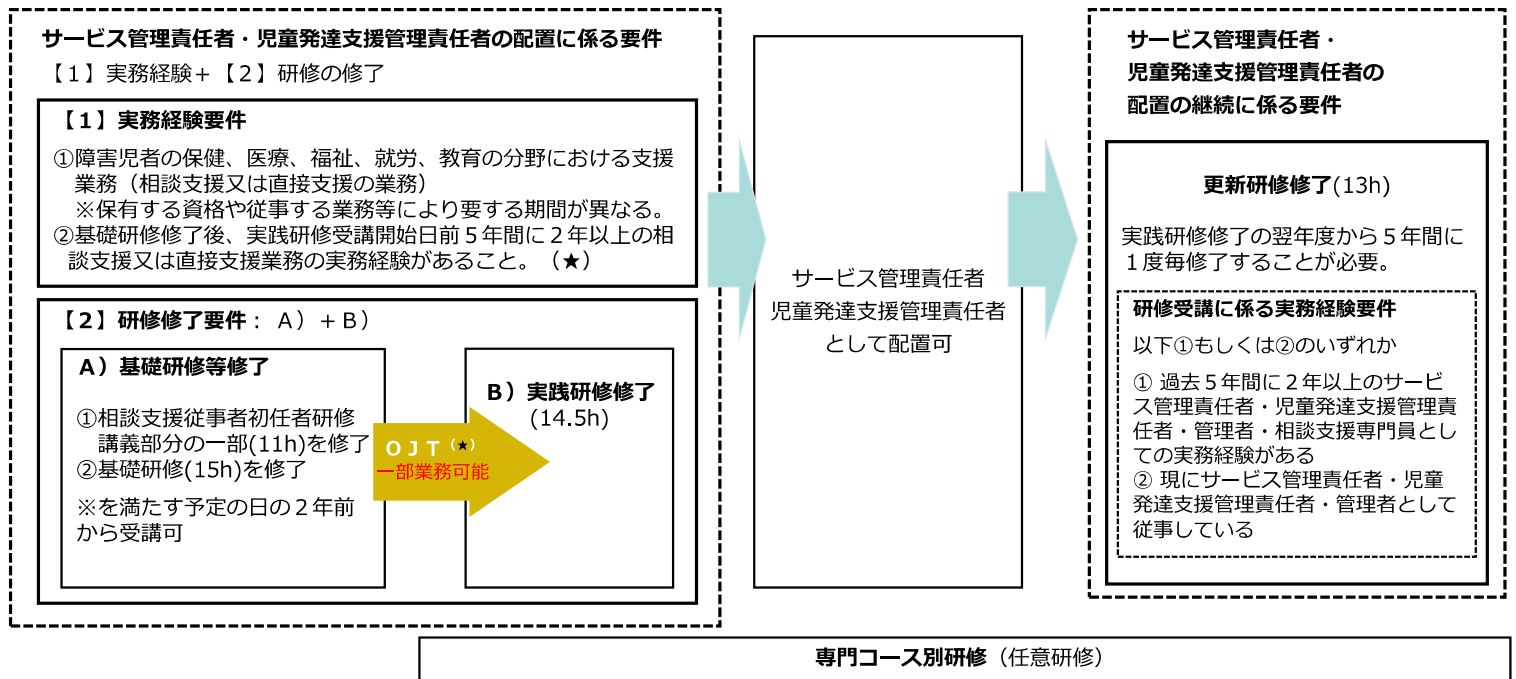 サービス管理責任者・児童発達支援管理責任者の配置に係る要件
【１】実務経験＋【２】研修の修了
【１】実務経験要件
①障害児者の保健、医療、福祉、就労、教育の分野における支援
業務（相談支援又は直接支援の業務）
※保有する資格や従事する業務等により要する期間が異なる。
②基礎研修修了後、実践研修受講開始日前５年間に２年以上の相
談支援又は直接支援業務の実務経験があること。（★）
【２】研修修了要件： Ａ）＋Ｂ）
Ａ）基礎研修等修了
①相談支援従事者初任者研修
講義部分の一部(11h)を修了
②基礎研修(15h)を修了
※を満たす予定の日の２年前
から受講可
ＯＪＴ（★）
一部業務可能
Ｂ）実践研修修了
(14.5h)
サービス管理責任者
児童発達支援管理責任者
として配置可
サービス管理責任者・
児童発達支援管理責任者の
配置の継続に係る要件
更新研修修了(13h)
実践研修修了の翌年度から５年間に
１度毎修了することが必要。
研修受講に係る実務経験要件
以下①もしくは②のいずれか
① 過去５年間に２年以上のサービ
ス管理責任者・児童発達支援管理責
任者・管理者・相談支援専門員とし
ての実務経験がある
② 現にサービス管理責任者・児童
発達支援管理責任者・管理者として
従事している
専門コース別研修（任意研修）